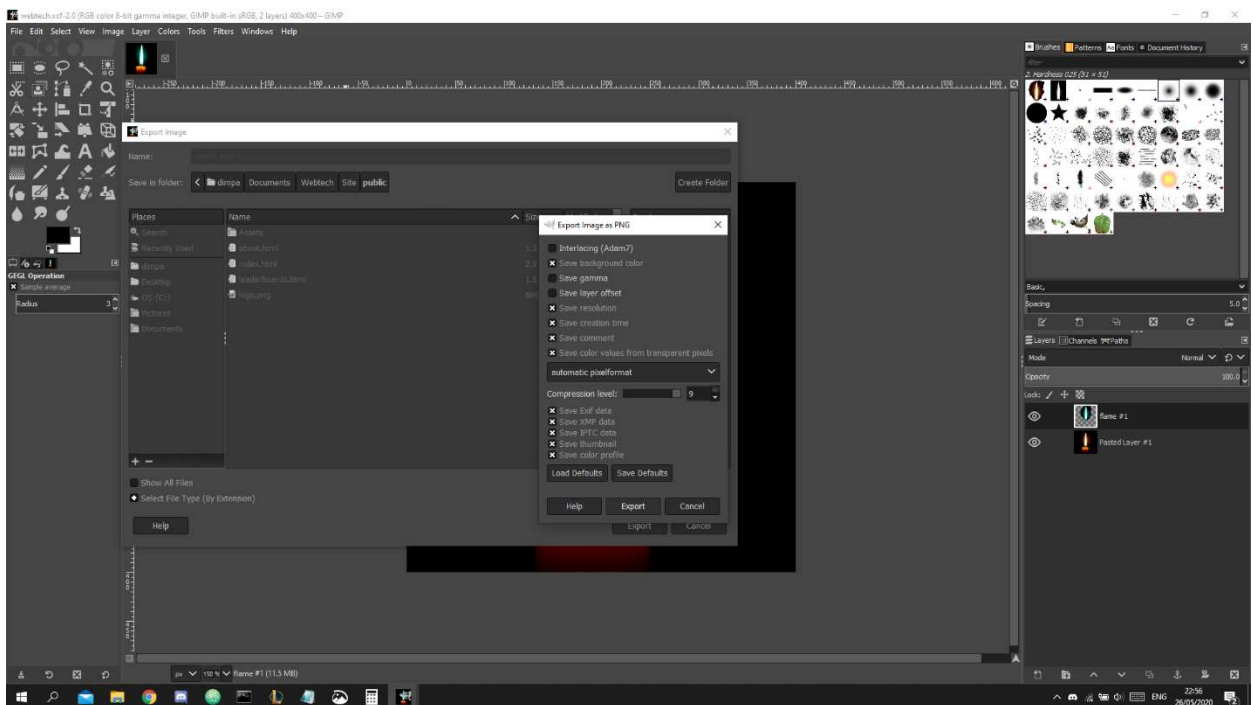 webtech.xcf-2.0 (RGB color 8-bit gamma integer, GIMP built-in sRGB, 2 layers) 400x400 – GIMP
File Edit Select View Image Layer Colors Tools Filters Windows Help
Brushes Patterns Fonts Document History
filter
2. Hardness 025 (51 × 51)
Export Image
Name:
Save in folder: dimpa Documents Webtech Site public Create Folder
Places Name
Search Assets
Recently Used about.html
dimpa index.html
Desktop leaderboards.html
OS (C:) logo.png
Pictures
Documents
Show All Files
Select File Type (By Extension)
Help Export Cancel
Export Image as PNG
Interlacing (Adam7)
Save background color
Save gamma
Save layer offset
Save resolution
Save creation time
Save comment
Save color values from transparent pixels
automatic pixelformat
Compression level: 9
Save Exif data
Save XMP data
Save IPTC data
Save thumbnail
Save color profile
Load Defaults Save Defaults
Help Export Cancel
GEGL Operation
Sample average
Radius 3
Basic,
Spacing 5.0
Layers Channels Paths
Mode Normal
Opacity 100.0
Lock:
flame #1
Pasted Layer #1
px 150 % flame #1 (11.5 MB)
ENG
22:56
26/05/2020